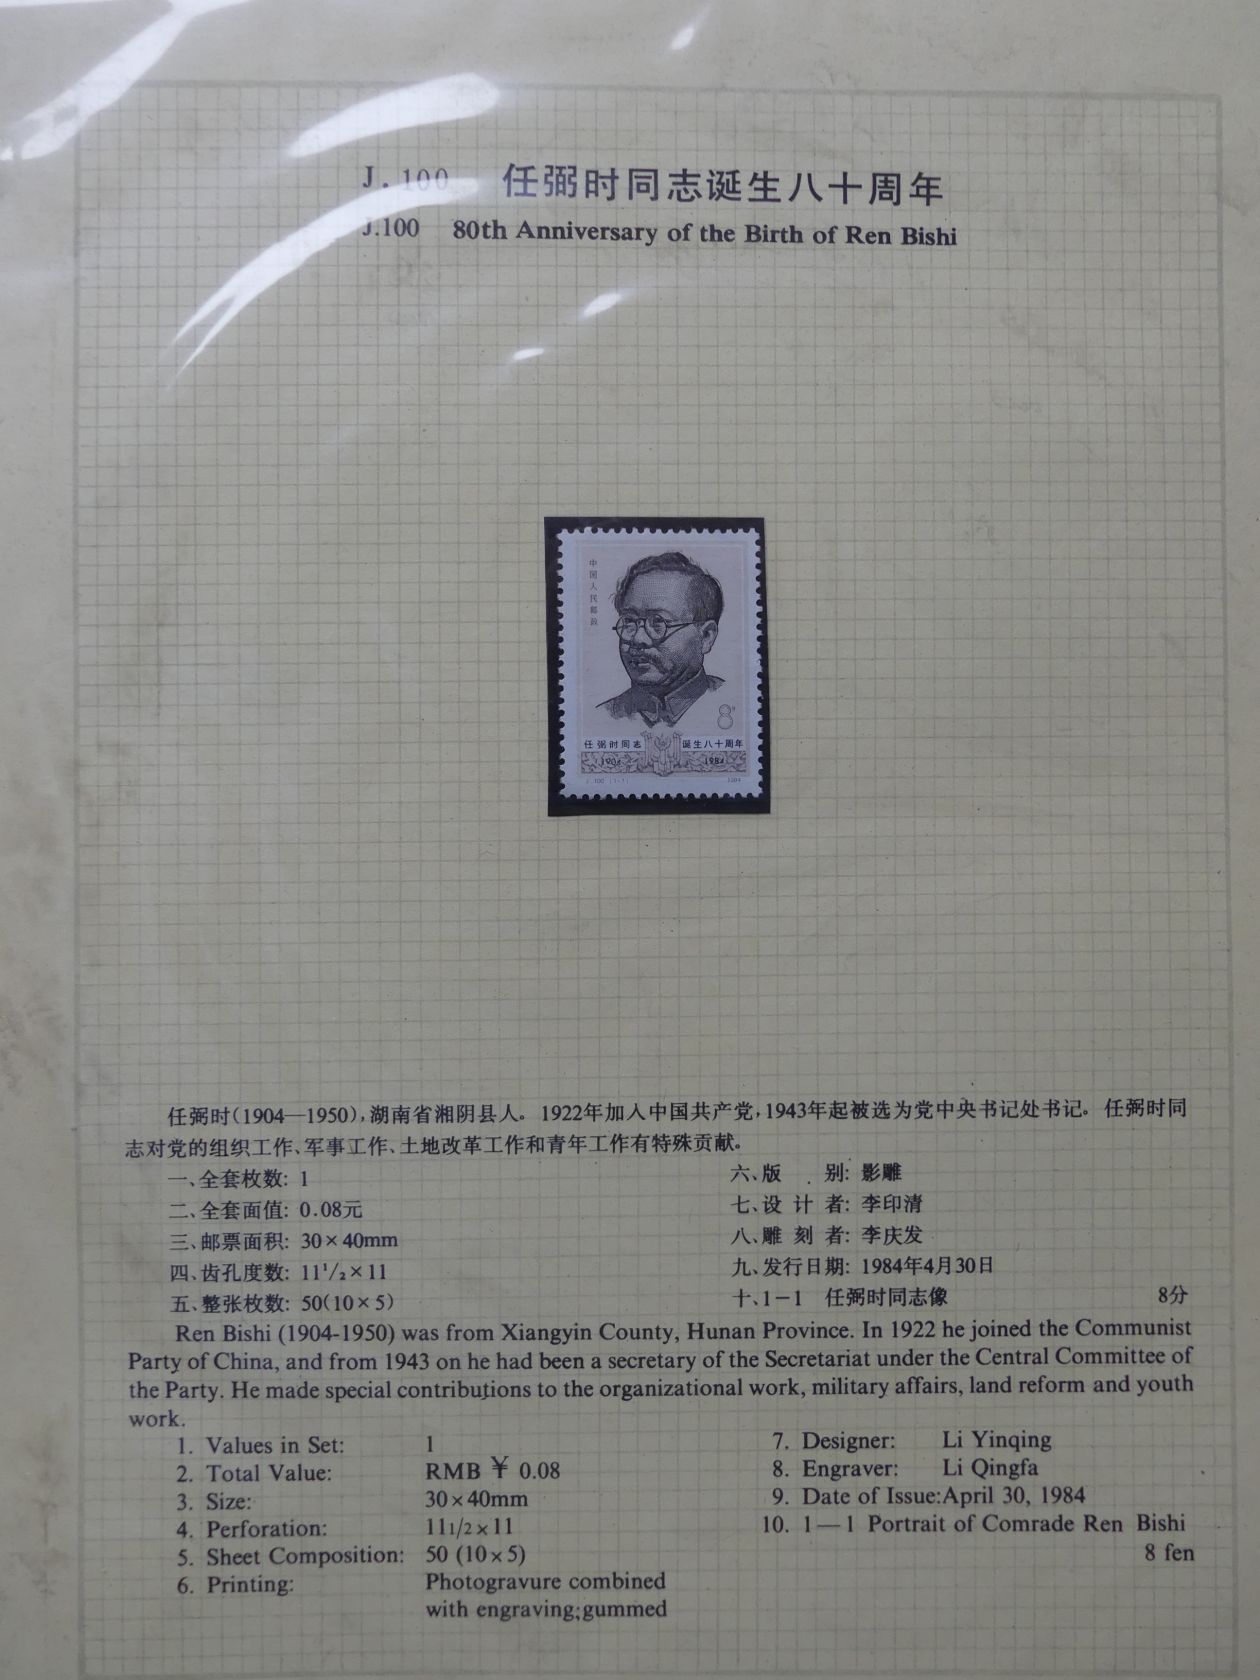 J.100 任弼时同志诞生八十周年
J.100 80th Anniversary of the Birth of Ren Bishi
中国人民邮政
8分
任弼时同志 诞生八十周年
1904 1984
J.100 (1-1) 1984
任弼时(1904—1950),湖南省湘阴县人。1922年加入中国共产党,1943年起被选为党中央书记处书记。任弼时同
志对党的组织工作、军事工作、土地改革工作和青年工作有特殊贡献。
一、全套枚数: 1
二、全套面值: 0.08元
三、邮票面积: 30×40mm
四、齿孔度数: 11¹/₂×11
五、整张枚数: 50(10×5)
六、版 别: 影雕
七、设计者: 李印清
八、雕刻者: 李庆发
九、发行日期: 1984年4月30日
十、1-1 任弼时同志像 8分
Ren Bishi (1904-1950) was from Xiangyin County, Hunan Province. In 1922 he joined the Communist
Party of China, and from 1943 on he had been a secretary of the Secretariat under the Central Committee of
the Party. He made special contributions to the organizational work, military affairs, land reform and youth
work.
1. Values in Set: 1
2. Total Value: RMB ¥ 0.08
3. Size: 30×40mm
4. Perforation: 111/2×11
5. Sheet Composition: 50 (10×5)
6. Printing: Photogravure combined
with engraving;gummed
7. Designer: Li Yinqing
8. Engraver: Li Qingfa
9. Date of Issue:April 30, 1984
10. 1—1 Portrait of Comrade Ren Bishi
8 fen